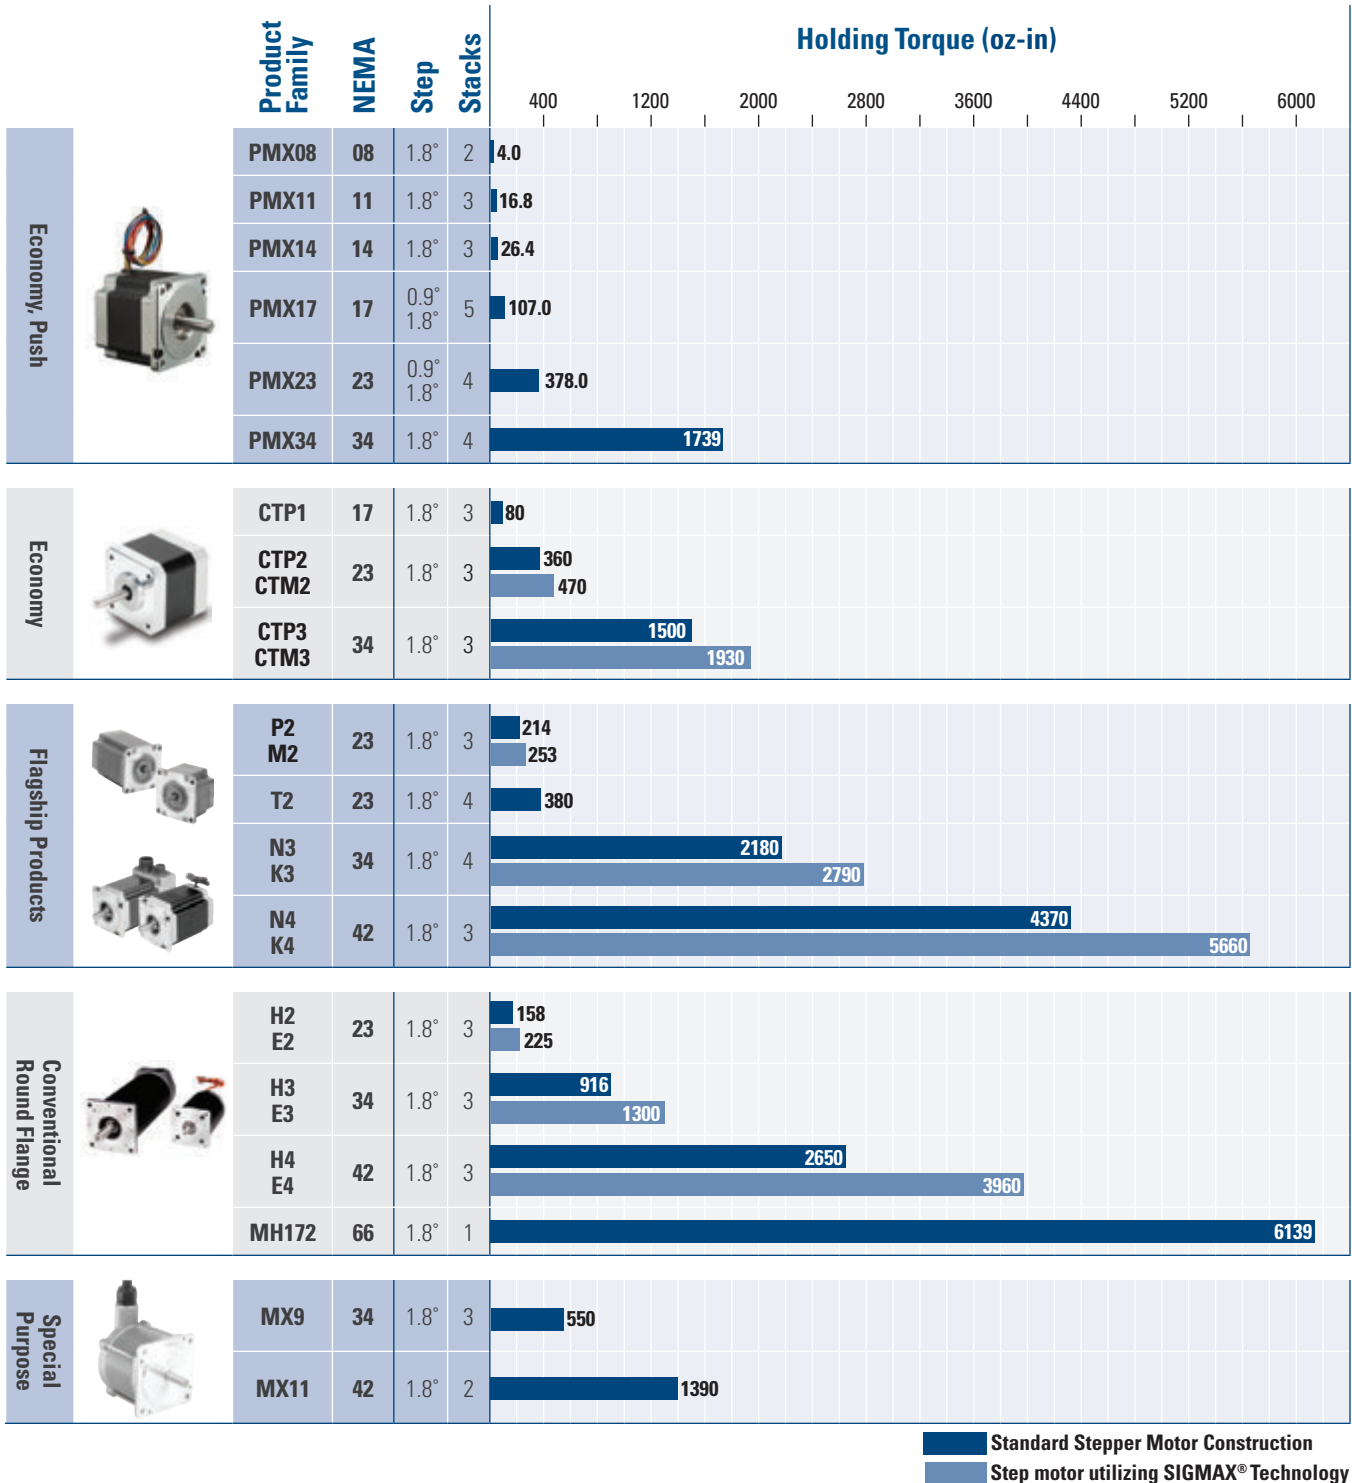 Product
Family
NEMA
Step
Stacks
Holding Torque (oz-in)
400 1200 2000 2800 3600 4400 5200 6000
Economy, Push
PMX08 08 1.8° 2 4.0
PMX11 11 1.8° 3 16.8
PMX14 14 1.8° 3 26.4
PMX17 17 0.9° 5 107.0
1.8°
PMX23 23 0.9° 4 378.0
1.8°
PMX34 34 1.8° 4 1739
Economy
CTP1 17 1.8° 3 80
CTP2 23 1.8° 3 360
CTM2 470
CTP3 34 1.8° 3 1500
CTM3 1930
Flagship Products
P2 23 1.8° 3 214
M2 253
T2 23 1.8° 4 380
N3 34 1.8° 4 2180
K3 2790
N4 42 1.8° 3 4370
K4 5660
Conventional
Round Flange
H2 23 1.8° 3 158
E2 225
H3 34 1.8° 3 916
E3 1300
H4 42 1.8° 3 2650
E4 3960
MH172 66 1.8° 1 6139
Special
Purpose
MX9 34 1.8° 3 550
MX11 42 1.8° 2 1390
Standard Stepper Motor Construction
Step motor utilizing SIGMAX® Technology